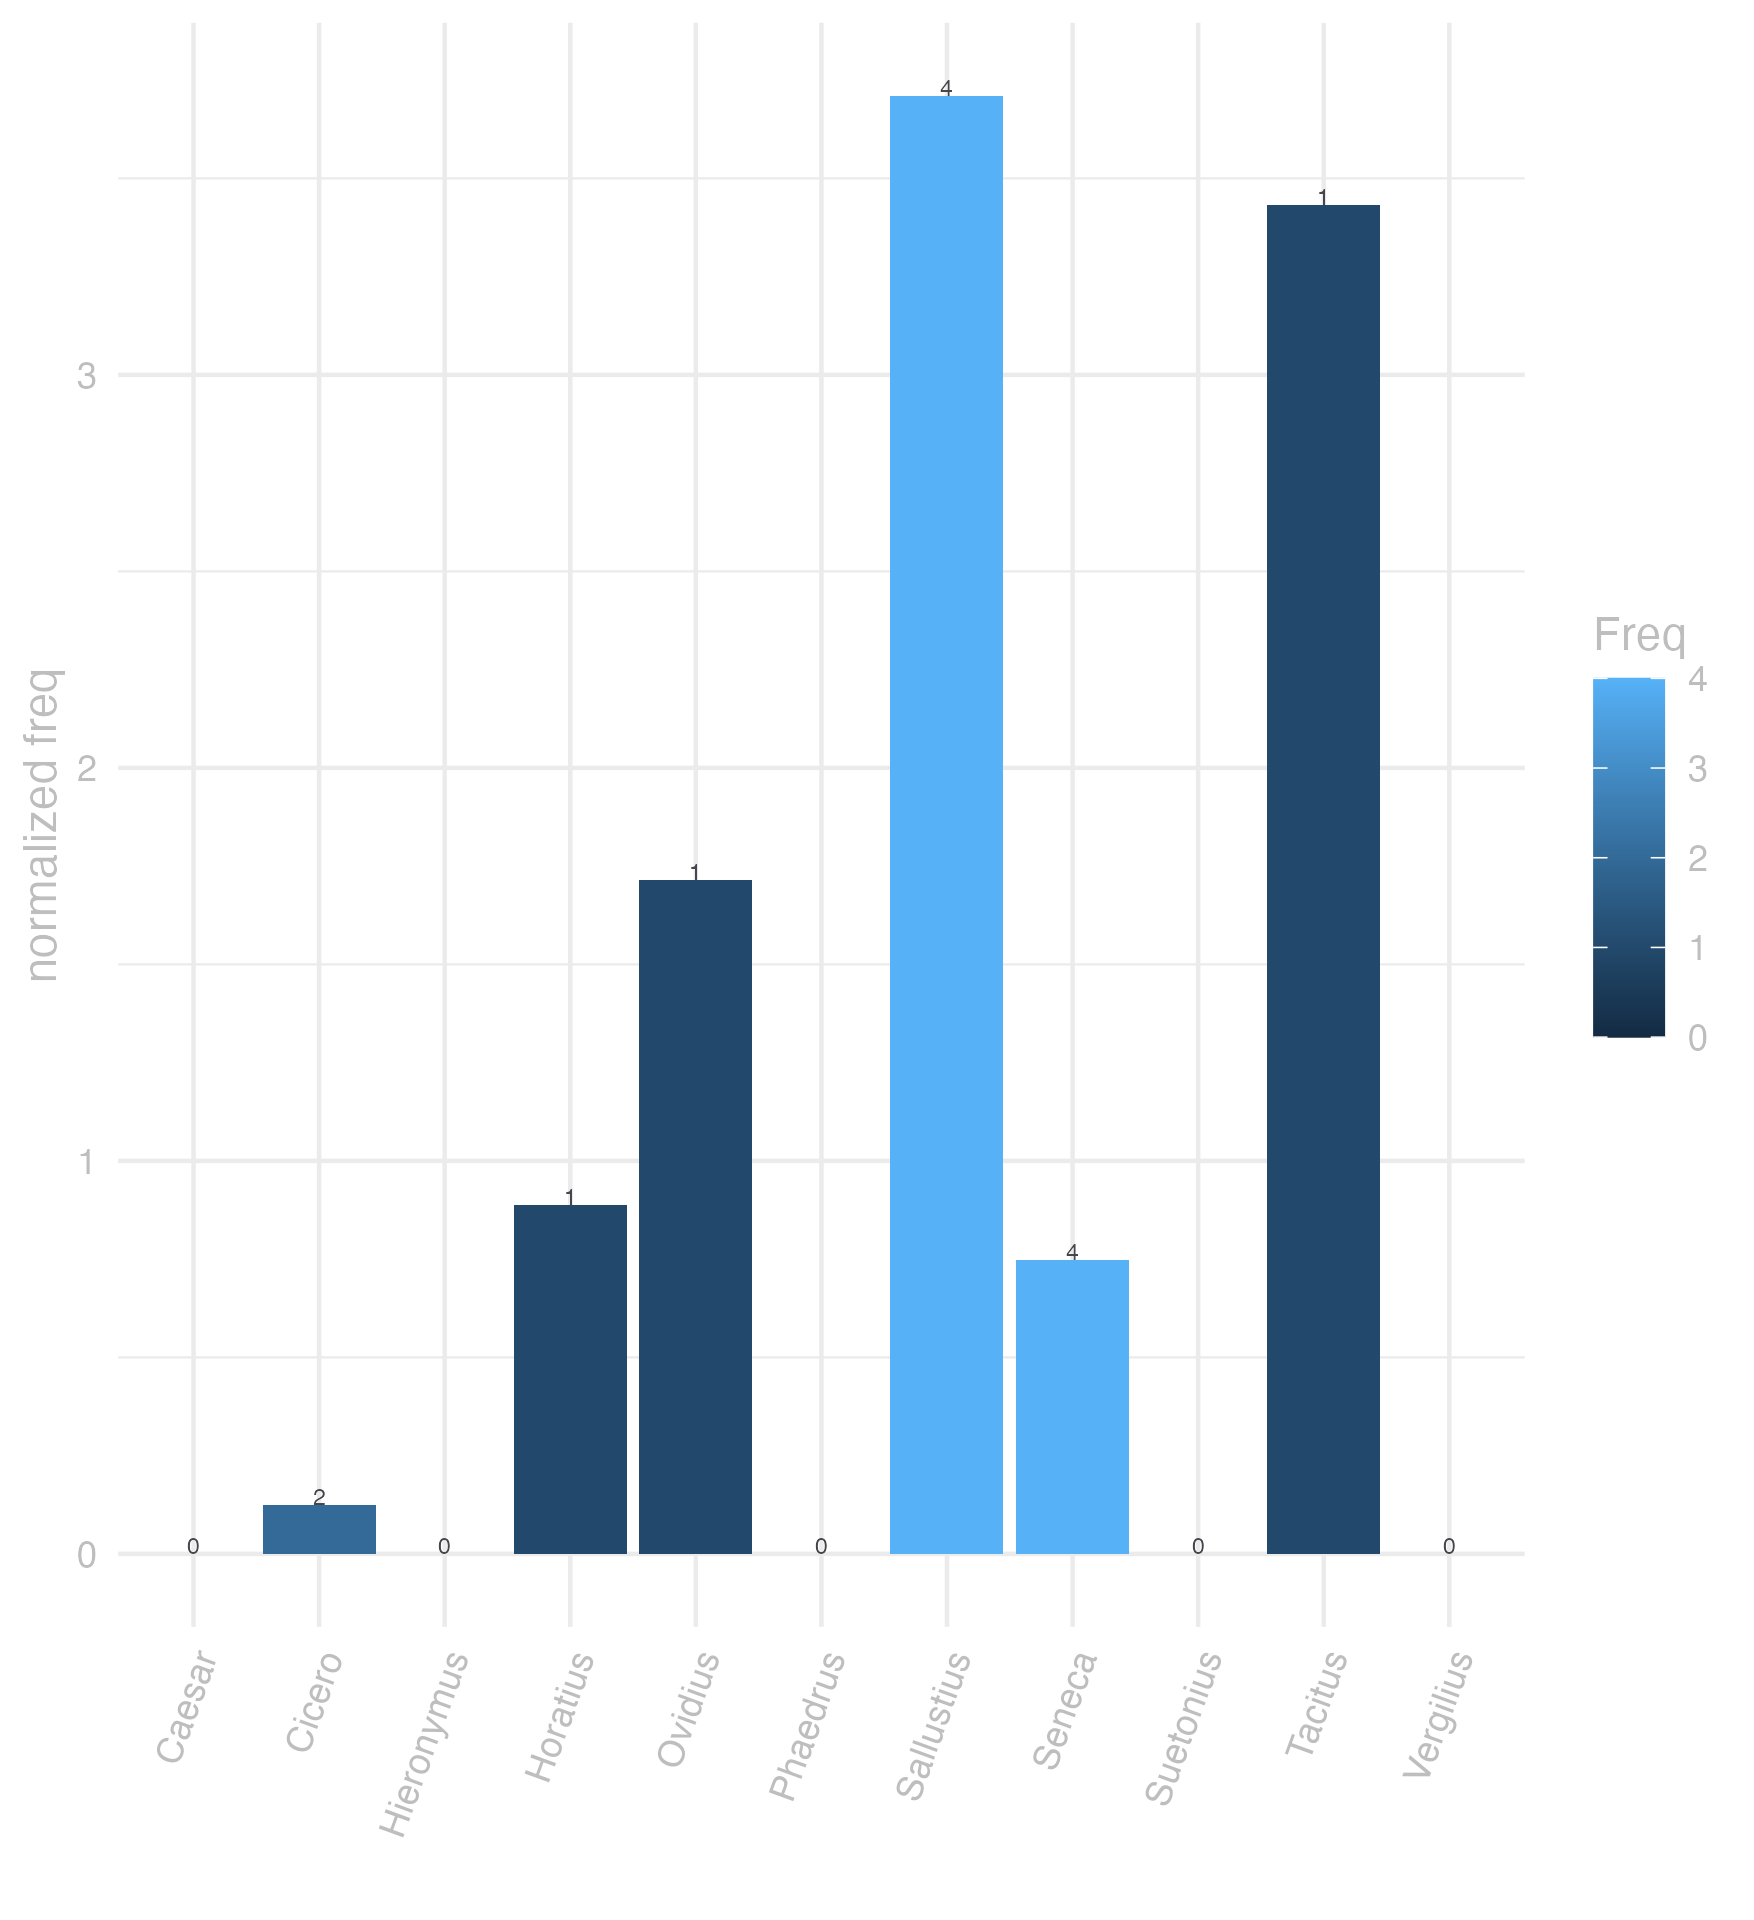 normalized freq
3
2
1
0
4
1
1
1
4
2
0
0
0
0
0
Caesar
Cicero
Hieronymus
Horatius
Ovidius
Phaedrus
Sallustius
Seneca
Suetonius
Tacitus
Vergilius
Freq
4
3
2
1
0